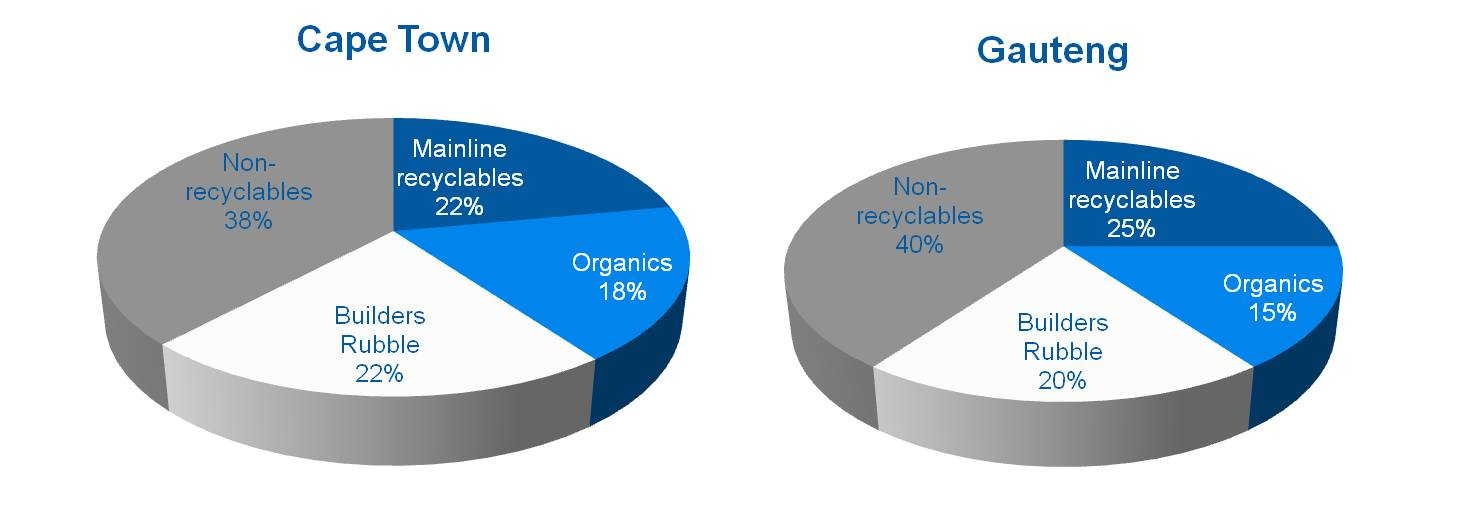 Cape Town
Mainline
recyclables
22%
Organics
18%
Builders
Rubble
22%
Non-
recyclables
38%
Gauteng
Mainline
recyclables
25%
Organics
15%
Builders
Rubble
20%
Non-
recyclables
40%